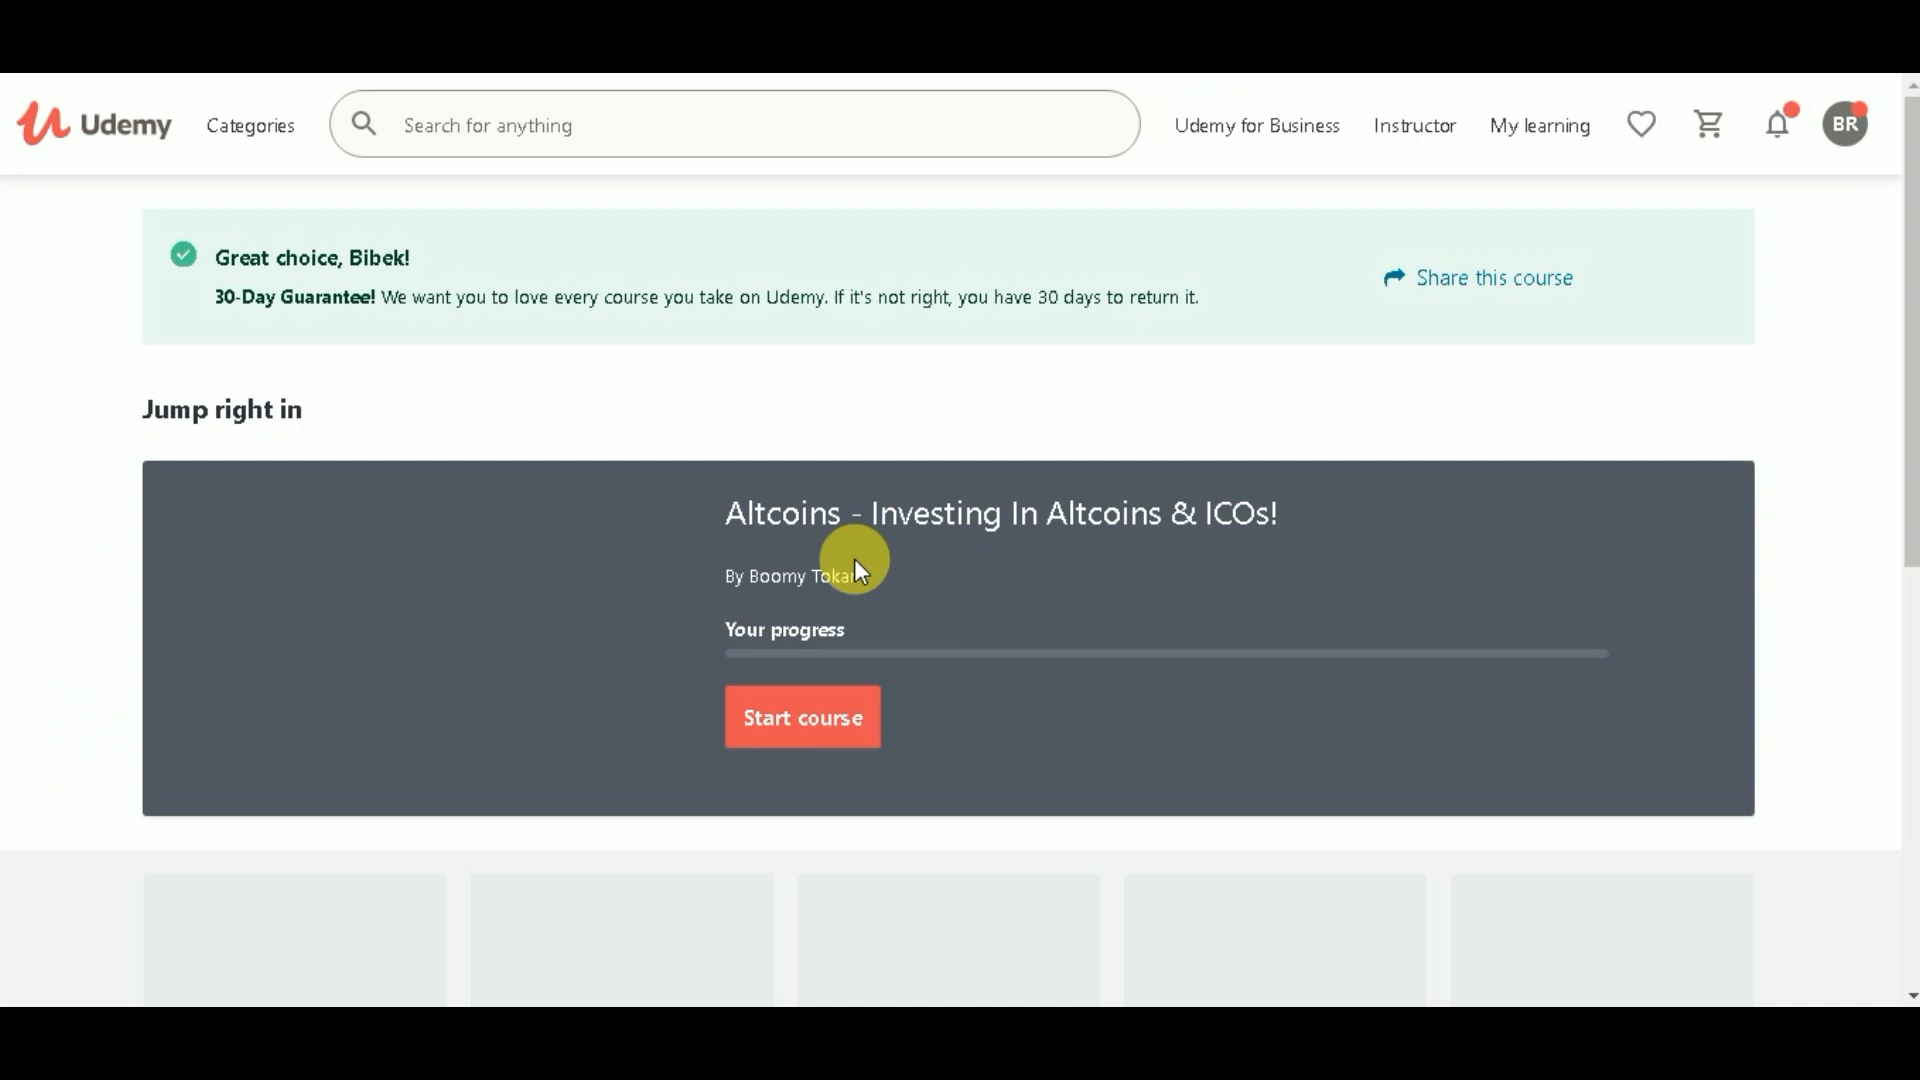 Udemy Categories Search for anything Udemy for Business Instructor My learning BR
Great choice, Bibek!
30-Day Guarantee! We want you to love every course you take on Udemy. If it's not right, you have 30 days to return it.
Share this course
Jump right in
Altcoins - Investing In Altcoins & ICOs!
By Boomy
Your progress
Start course